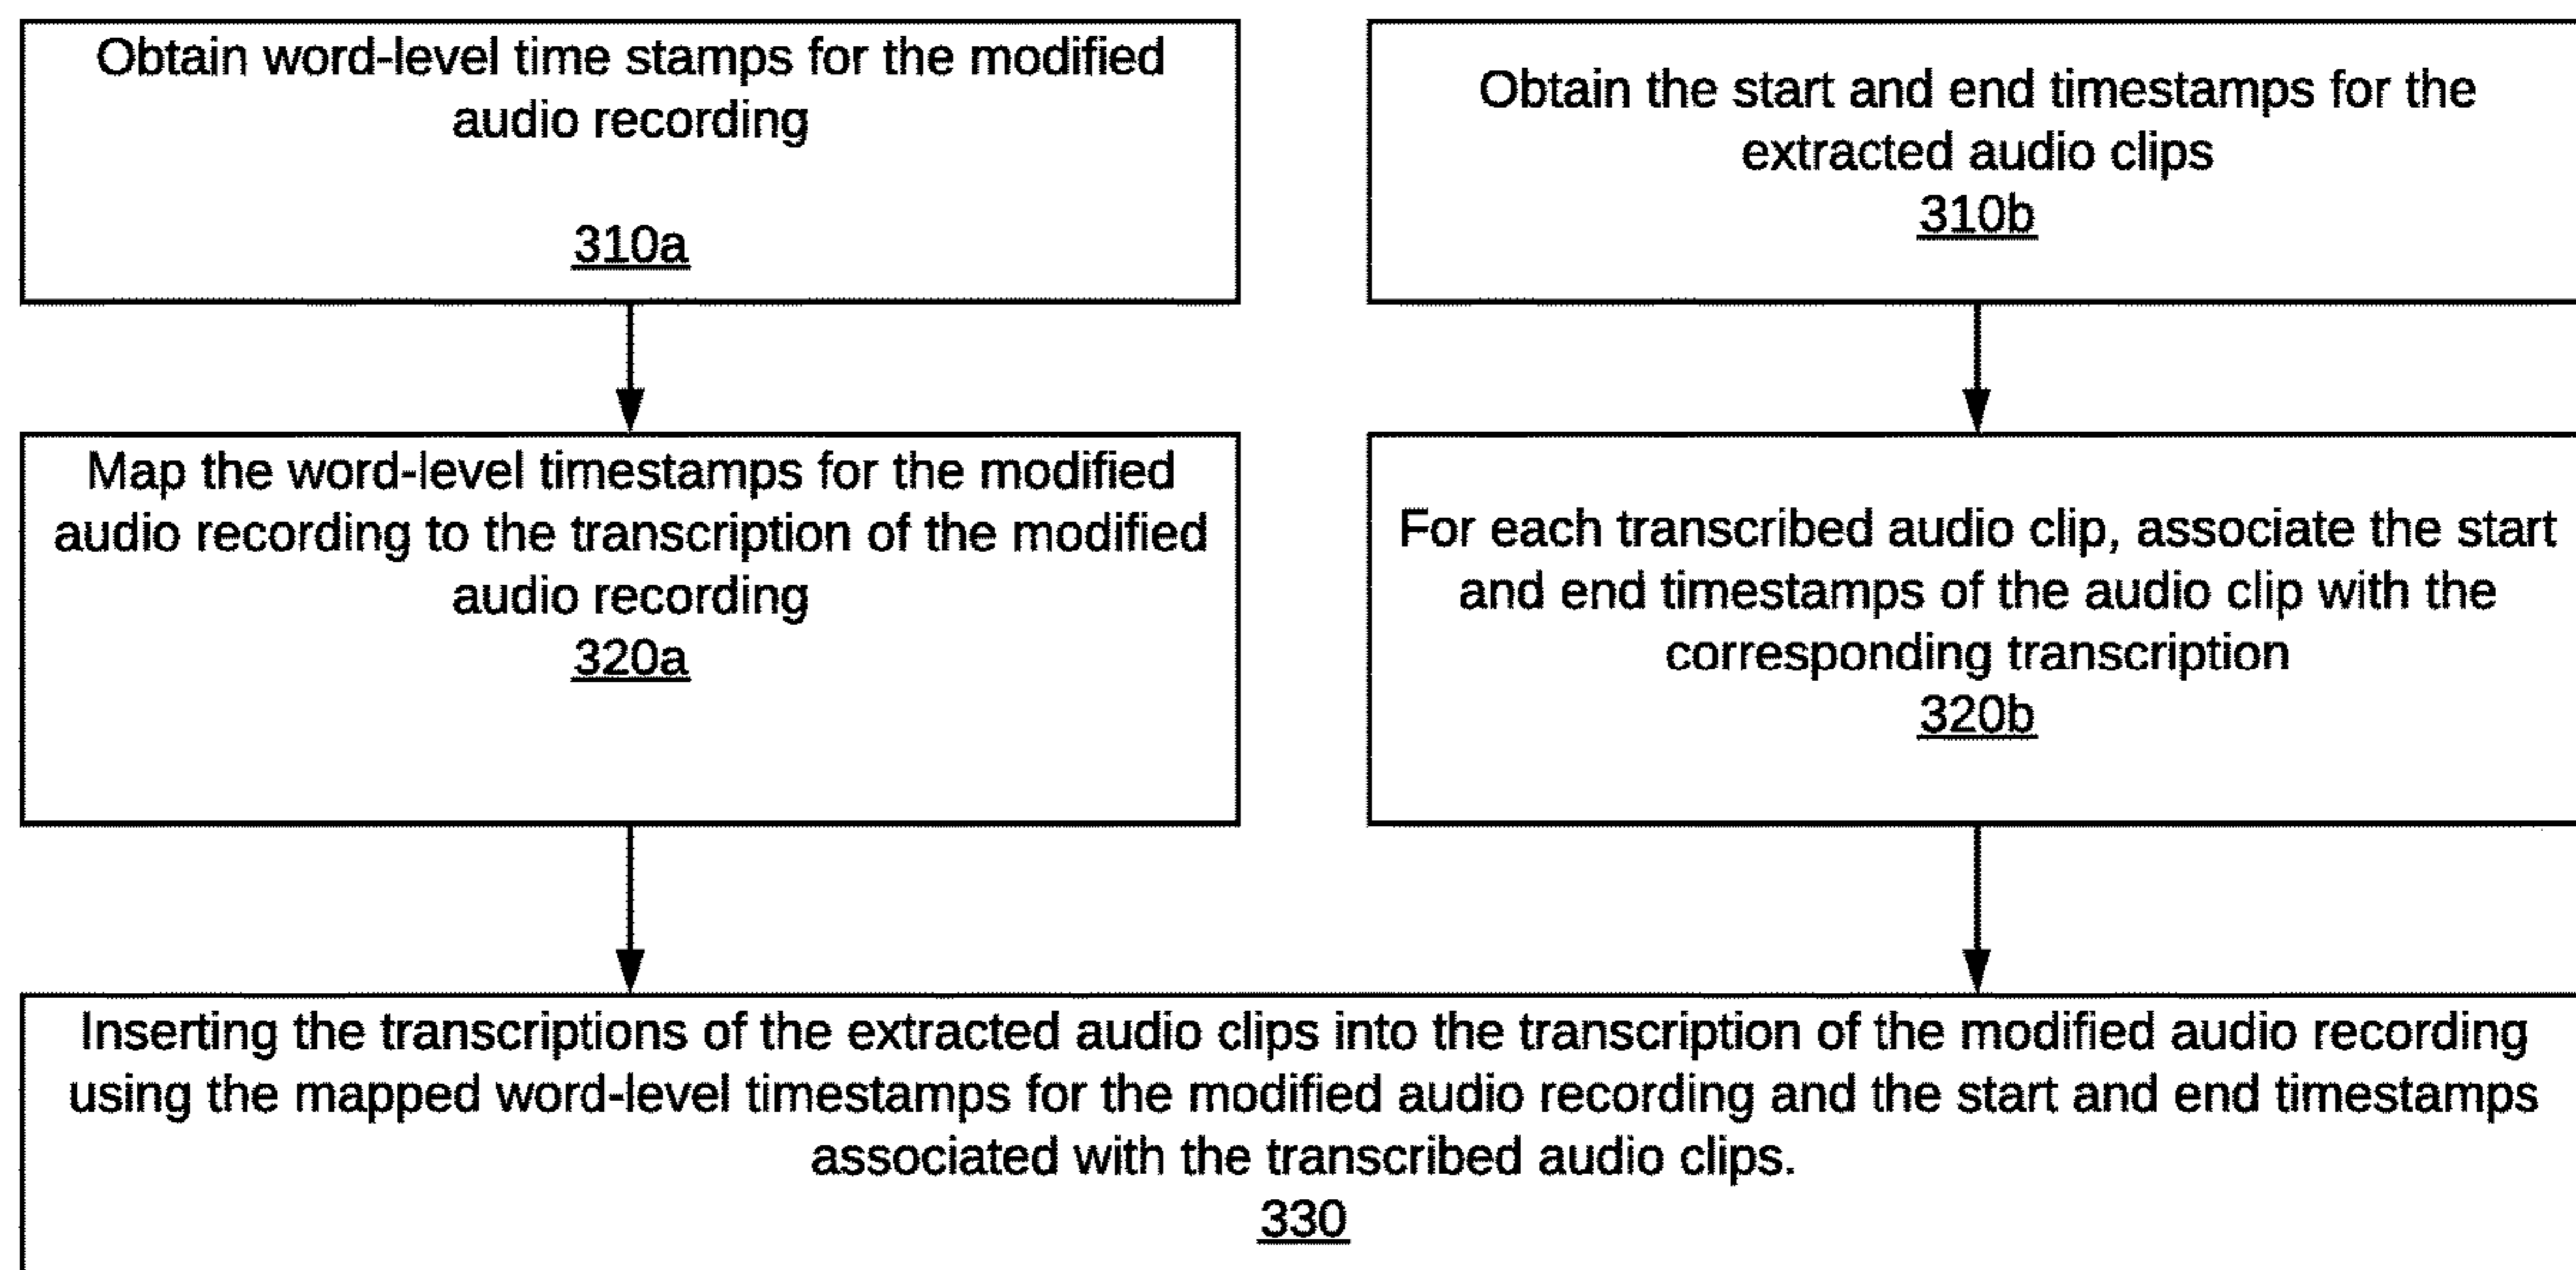 Obtain word-level time stamps for the modified
audio recording
310a
Obtain the start and end timestamps for the
extracted audio clips
310b
Map the word-level timestamps for the modified
audio recording to the transcription of the modified
audio recording
320a
For each transcribed audio clip, associate the start
and end timestamps of the audio clip with the
corresponding transcription
320b
Inserting the transcriptions of the extracted audio clips into the transcription of the modified audio recording
using the mapped word-level timestamps for the modified audio recording and the start and end timestamps
associated with the transcribed audio clips.
330